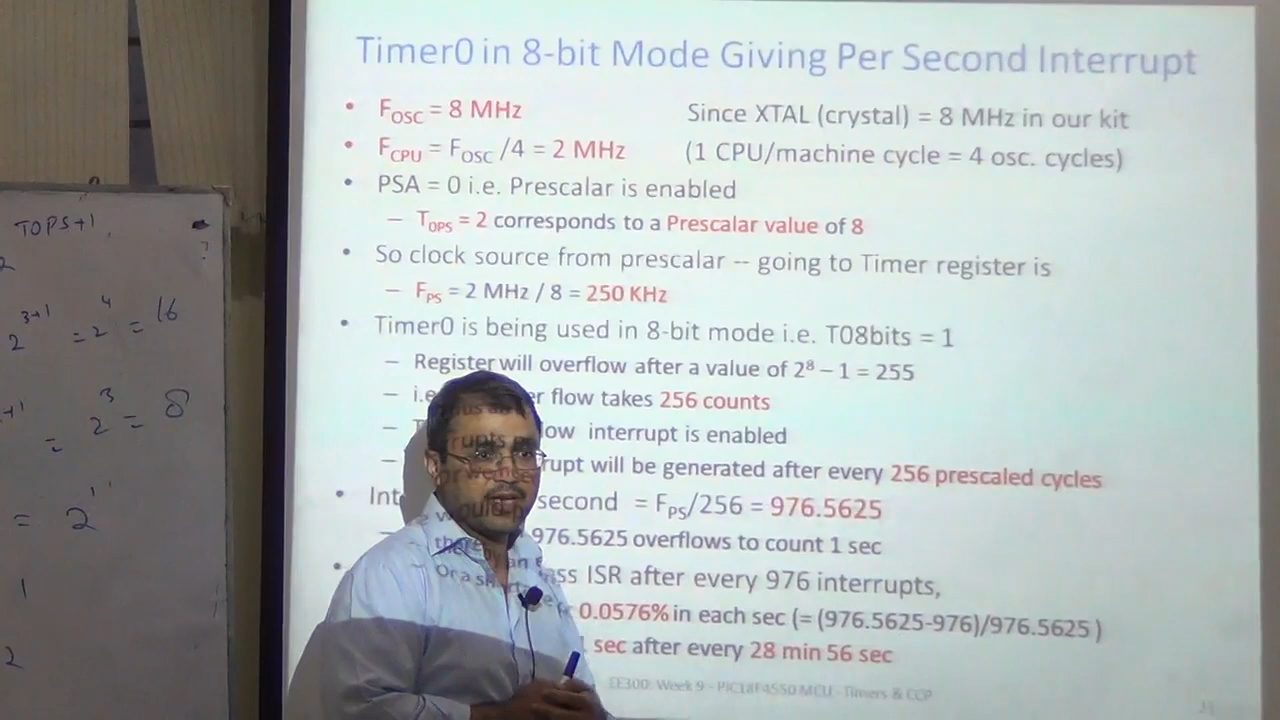 Timer0 in 8-bit Mode Giving Per Second Interrupt
• FOSC = 8 MHz Since XTAL (crystal) = 8 MHz in our kit
• FCPU = FOSC /4 = 2 MHz (1 CPU/machine cycle = 4 osc. cycles)
• PSA = 0 i.e. Prescalar is enabled
– TOPS = 2 corresponds to a Prescalar value of 8
• So clock source from prescalar -- going to Timer register is
– FPS = 2 MHz / 8 = 250 KHz
• Timer0 is being used in 8-bit mode i.e. T08bits = 1
– Register will overflow after a value of 2⁸ – 1 = 255
– i.e flow takes 256 counts
– interrupt is enabled
– will be generated after every 256 prescaled cycles
• second = FPS/256 = 976.5625
– 976.5625 overflows to count 1 sec
• ISR after every 976 interrupts,
0.0576% in each sec (= (976.5625-976)/976.5625 )
sec after every 28 min 56 sec
EE300: Week 9 - PIC18F4550 MCU - Timers & CCP
TOPS+1
2
2³⁺¹ = 2⁴ = 16
+1 = 2³ = 8
= 2¹
1
2